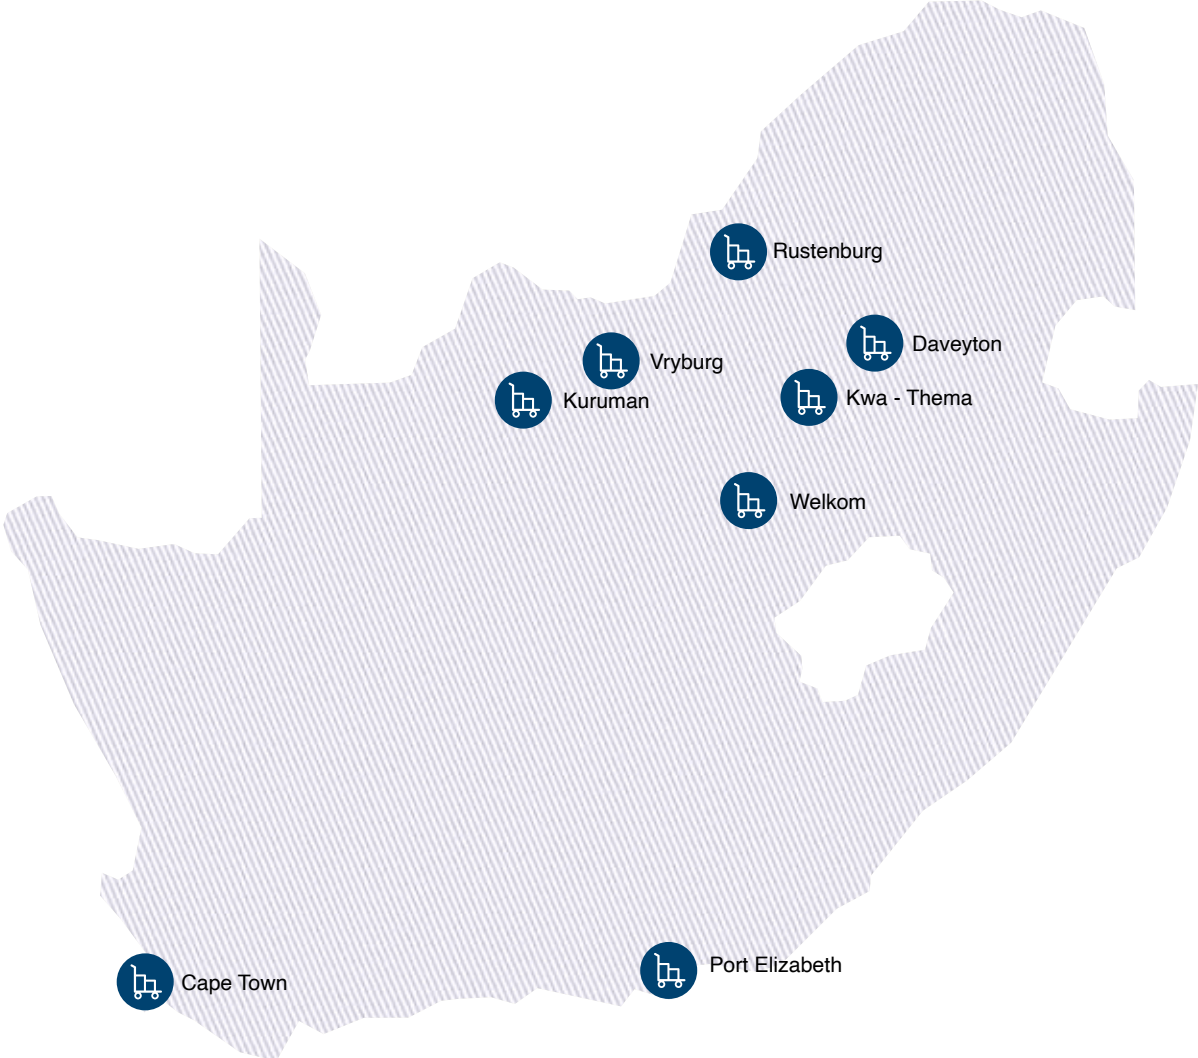 Rustenburg
Daveyton
Vryburg
Kwa - Thema
Kuruman
Welkom
Port Elizabeth
Cape Town